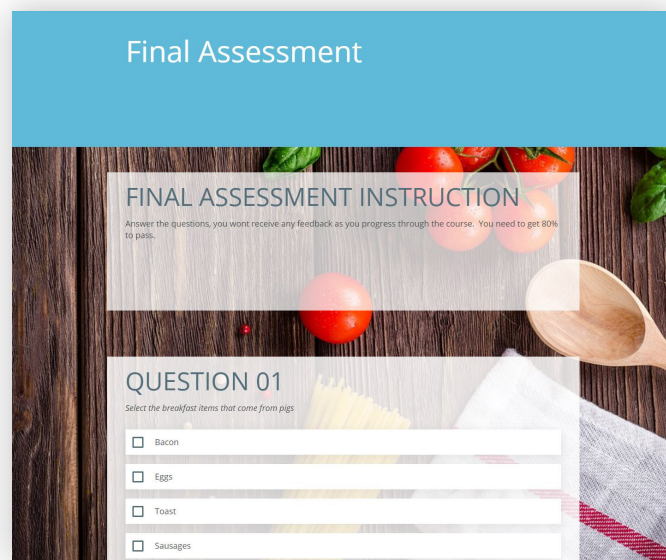 Final Assessment
FINAL ASSESSMENT INSTRUCTION
Answer the questions, you wont receive any feedback as you progress through the course. You need to get 80%
to pass.
QUESTION 01
Select the breakfast items that come from pigs
Bacon
Eggs
Toast
Sausages